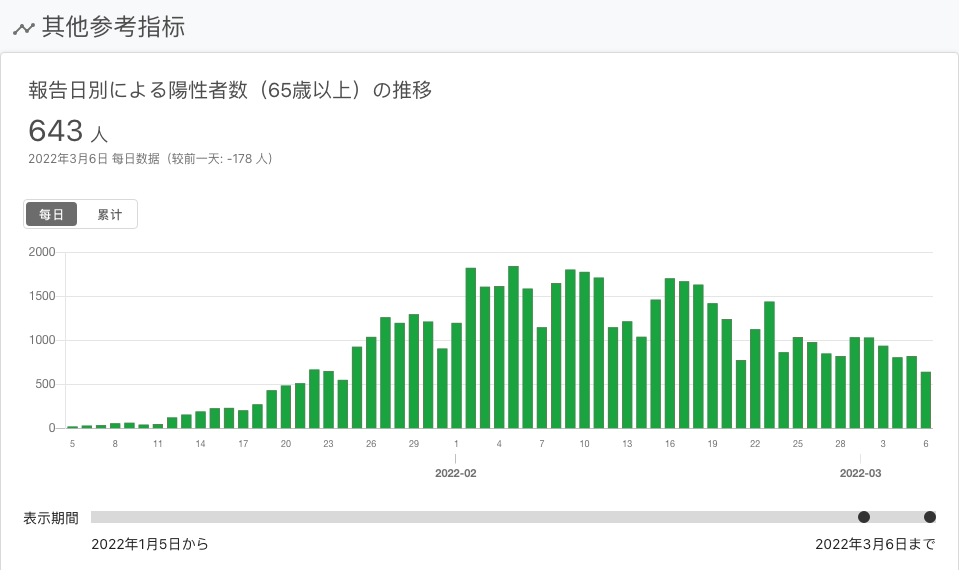 其他参考指标
報告日別による陽性者数（65歳以上）の推移
643 人
2022年3月6日 每日数据（较前一天: -178 人）
每日 累计
2000
1500
1000
500
0
5 8 11 14 17 20 23 26 29 1 4 7 10 13 16 19 22 25 28 3 6
2022-02 2022-03
表示期間
2022年1月5日から 2022年3月6日まで